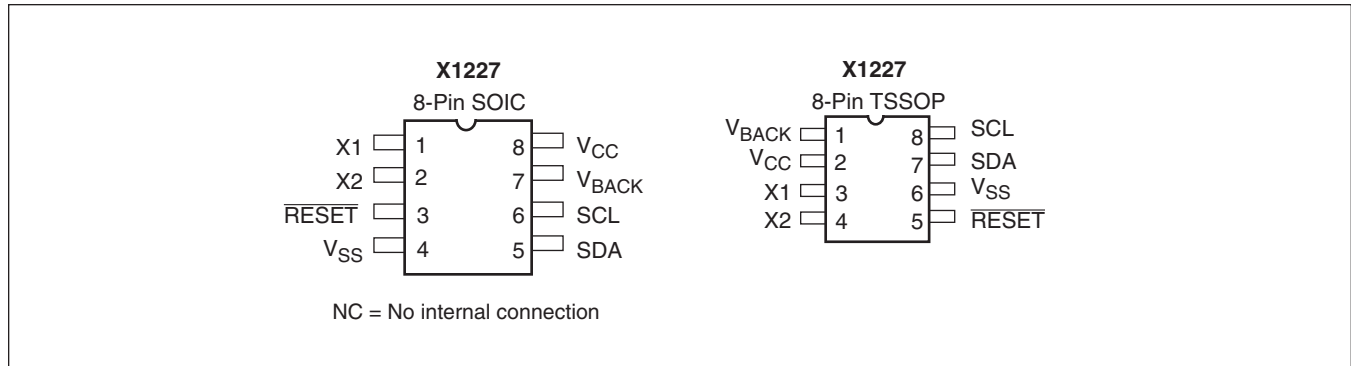 X1227
8-Pin SOIC
X1 1 8 VCC
X2 2 7 VBACK
RESET 3 6 SCL
VSS 4 5 SDA
NC = No internal connection
X1227
8-Pin TSSOP
VBACK 1 8 SCL
VCC 2 7 SDA
X1 3 6 VSS
X2 4 5 RESET